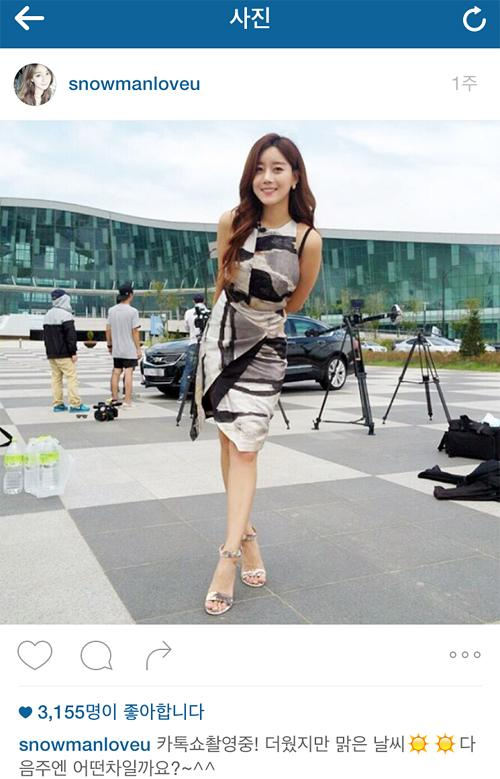 사진
snowmanloveu
1주
3,155명이 좋아합니다
snowmanloveu 카톡쇼촬영중! 더웠지만 맑은 날씨☀️☀️다
음주엔 어떤차일까요?~^^